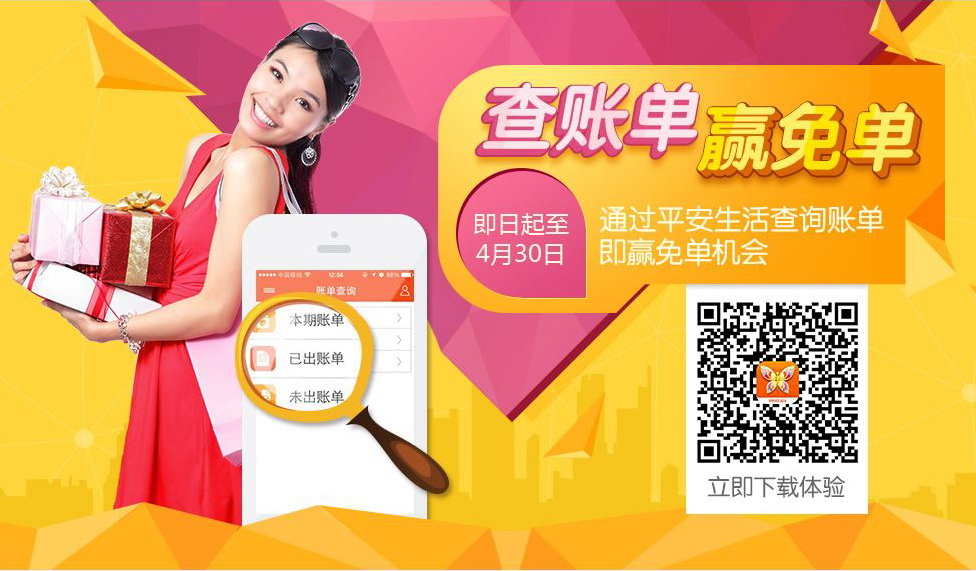 查账单 赢免单
即日起至
4月30日
通过平安生活查询账单
即赢免单机会
中国移动 12:06 86%
账单查询
本期账单
已出账单
未出账单
立即下载体验